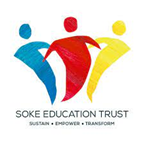 SOKE EDUCATION TRUST
SUSTAIN • EMPOWER • TRANSFORM